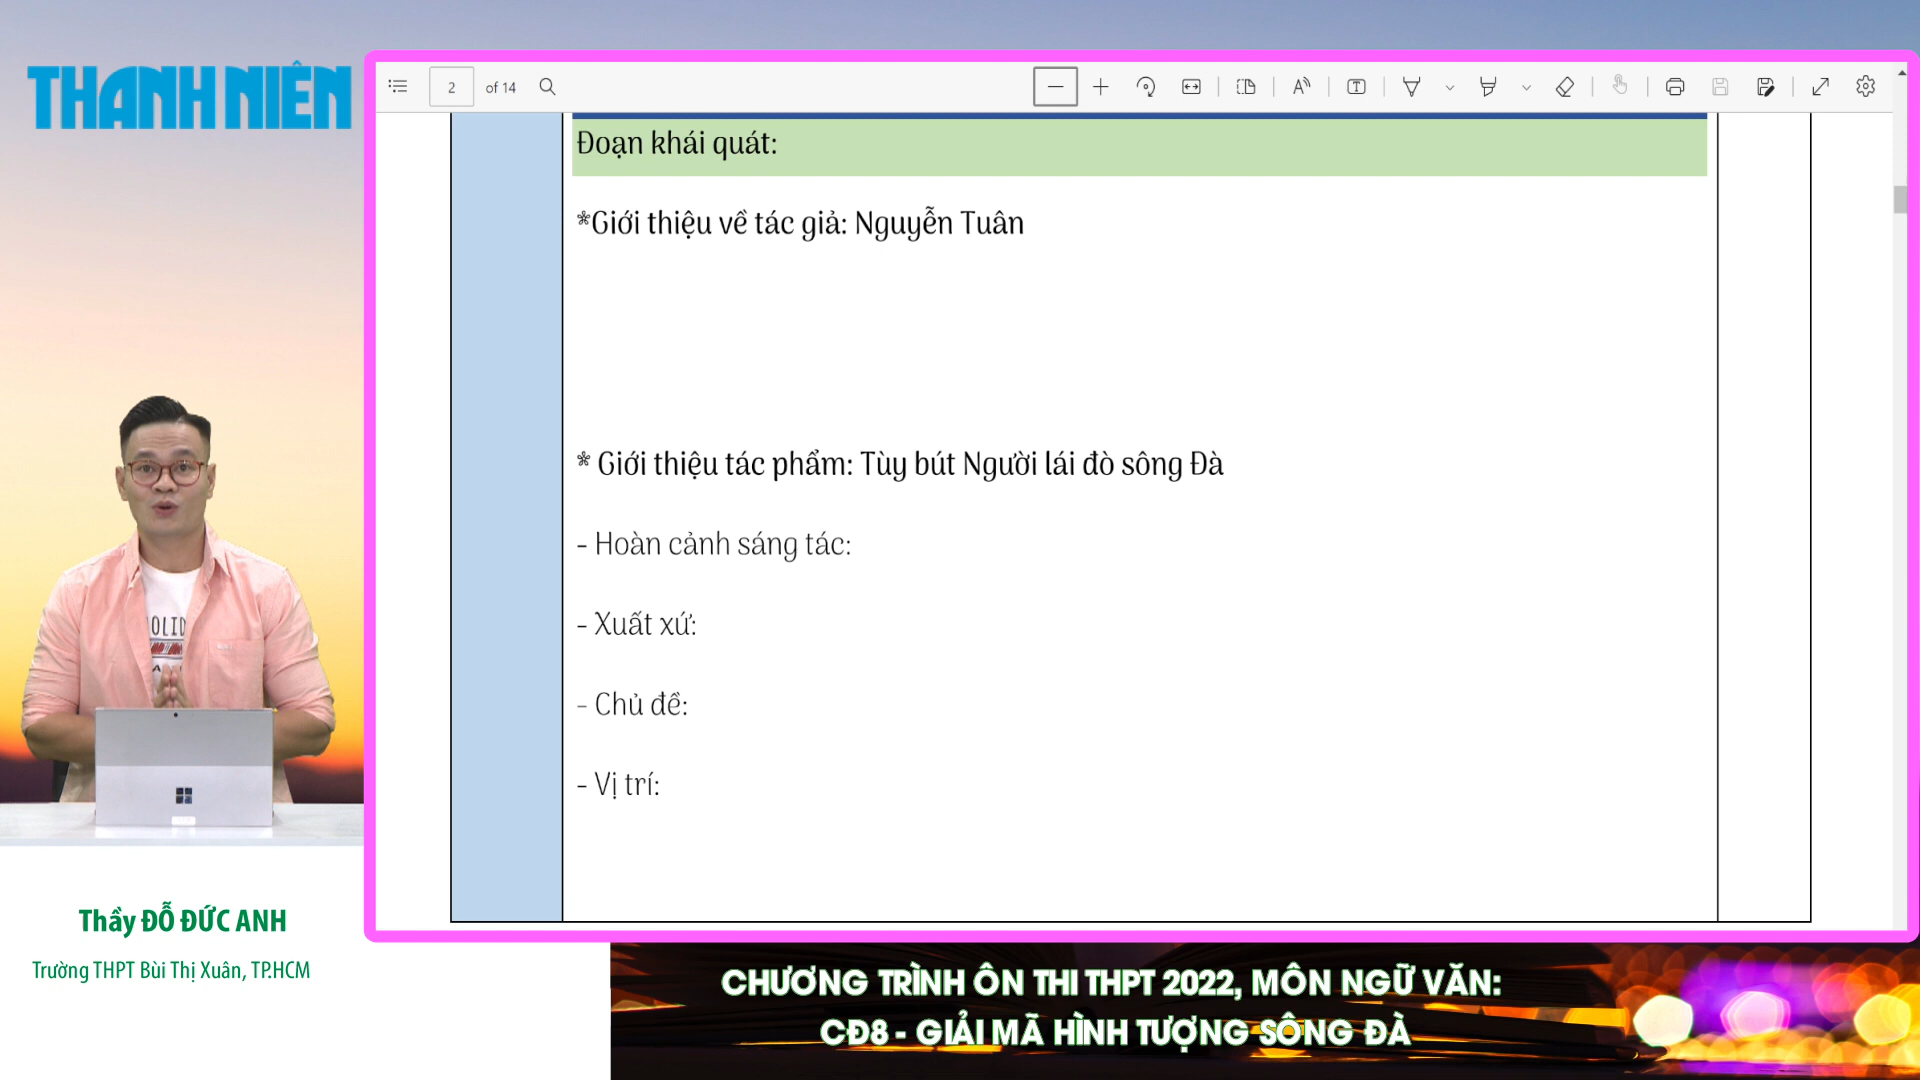 THANH NIÊN
2 of 14
Đoạn khái quát:
*Giới thiệu về tác giả: Nguyễn Tuân
* Giới thiệu tác phẩm: Tùy bút Người lái đò sông Đà
- Hoàn cảnh sáng tác:
- Xuất xứ:
- Chủ đề:
- Vị trí:
OLID
Thầy ĐỖ ĐỨC ANH
Trường THPT Bùi Thị Xuân, TP.HCM
CHƯƠNG TRÌNH ÔN THI THPT 2022, MÔN NGỮ VĂN:
CĐ8 - GIẢI MÃ HÌNH TƯỢNG SÔNG ĐÀ